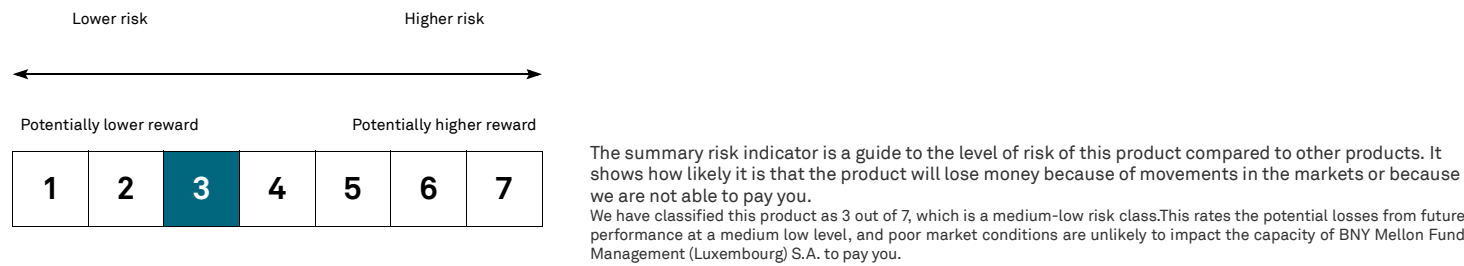 Lower risk Higher risk
Potentially lower reward Potentially higher reward
1 2 3 4 5 6 7
The summary risk indicator is a guide to the level of risk of this product compared to other products. It
shows how likely it is that the product will lose money because of movements in the markets or because
we are not able to pay you.
We have classified this product as 3 out of 7, which is a medium-low risk class.This rates the potential losses from future
performance at a medium low level, and poor market conditions are unlikely to impact the capacity of BNY Mellon Fund
Management (Luxembourg) S.A. to pay you.